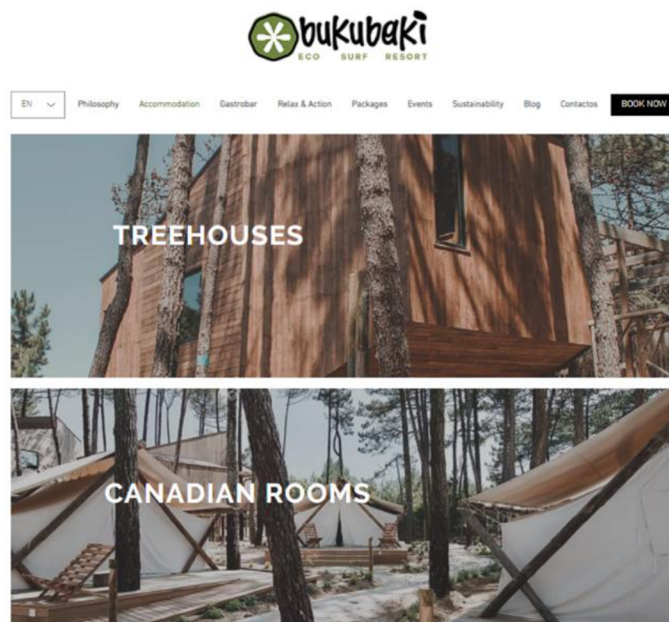 bukubaki
ECO SURF RESORT
EN
Philosophy
Accommodation
Gastrobar
Relax & Action
Packages
Events
Sustainability
Blog
Contactos
BOOK NOW
TREEHOUSES
CANADIAN ROOMS